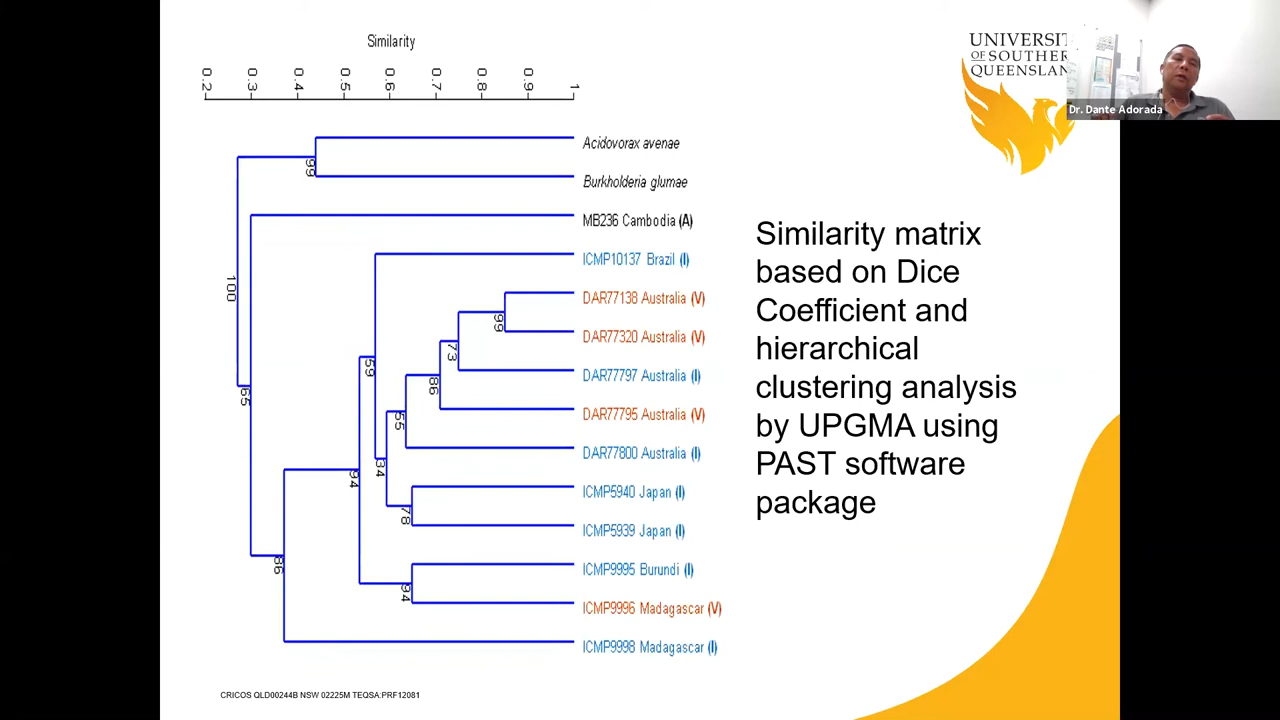 Similarity
0.2 0.3 0.4 0.5 0.6 0.7 0.8 0.9 1
UNIVERSIT
OF SOUTHERN
QUEENSLAN
Dr. Dante Adorada
Acidovorax avenae
99
Burkholderia glumae
MB236 Cambodia (A)
ICMP10137 Brazil (I)
100
DAR77138 Australia (V)
99
DAR77320 Australia (V)
73
59
DAR77797 Australia (I)
86
65
DAR77795 Australia (V)
55
DAR77800 Australia (I)
34
94
ICMP5940 Japan (I)
78
ICMP5939 Japan (I)
86
ICMP9995 Burundi (I)
94
ICMP9996 Madagascar (V)
ICMP9998 Madagascar (I)
Similarity matrix
based on Dice
Coefficient and
hierarchical
clustering analysis
by UPGMA using
PAST software
package
CRICOS QLD00244B NSW 02225M TEQSA:PRF12081